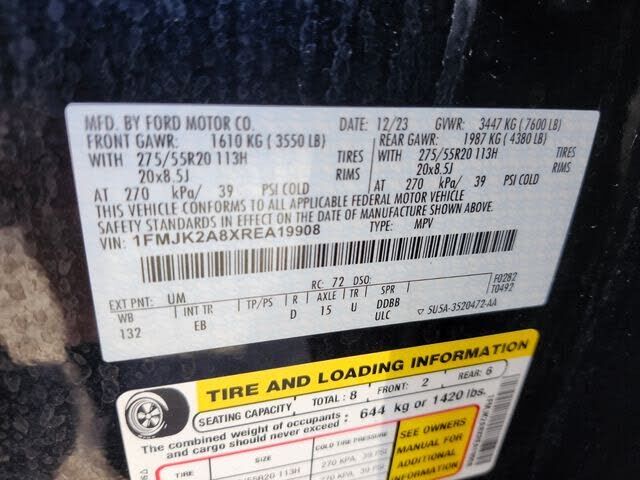 MFD. BY FORD MOTOR CO. DATE: 12/23 GVWR: 3447 KG ( 7600 LB)
FRONT GAWR: 1610 KG ( 3550 LB) REAR GAWR: 1987 KG ( 4380 LB)
WITH 275/55R20 113H TIRES WITH 275/55R20 113H TIRES
20x8.5J RIMS 20x8.5J RIMS
AT 270 kPa/ 39 PSI COLD AT 270 kPa/ 39 PSI COLD
THIS VEHICLE CONFORMS TO ALL APPLICABLE FEDERAL MOTOR VEHICLE
SAFETY STANDARDS IN EFFECT ON THE DATE OF MANUFACTURE SHOWN ABOVE.
VIN: 1FMJK2A8XREA19908 TYPE: MPV
EXT PNT: UM RC: 72 DSO: F0282
WB INT TR TP/PS R AXLE TR SPR T0492
132 EB D 15 U DDBB
ULC ▽ 5U5A-3520472-AA
TIRE AND LOADING INFORMATION
SEATING CAPACITY TOTAL: 8 FRONT: 2 REAR: 6
The combined weight of occupants
and cargo should never exceed : 644 kg or 1420 lbs.
TIRE SIZE COLD TIRE PRESSURE
55R20 113H 270 KPA, 39 PSI
SEE OWNERS
MANUAL FOR
ADDITIONAL
INFORMATION